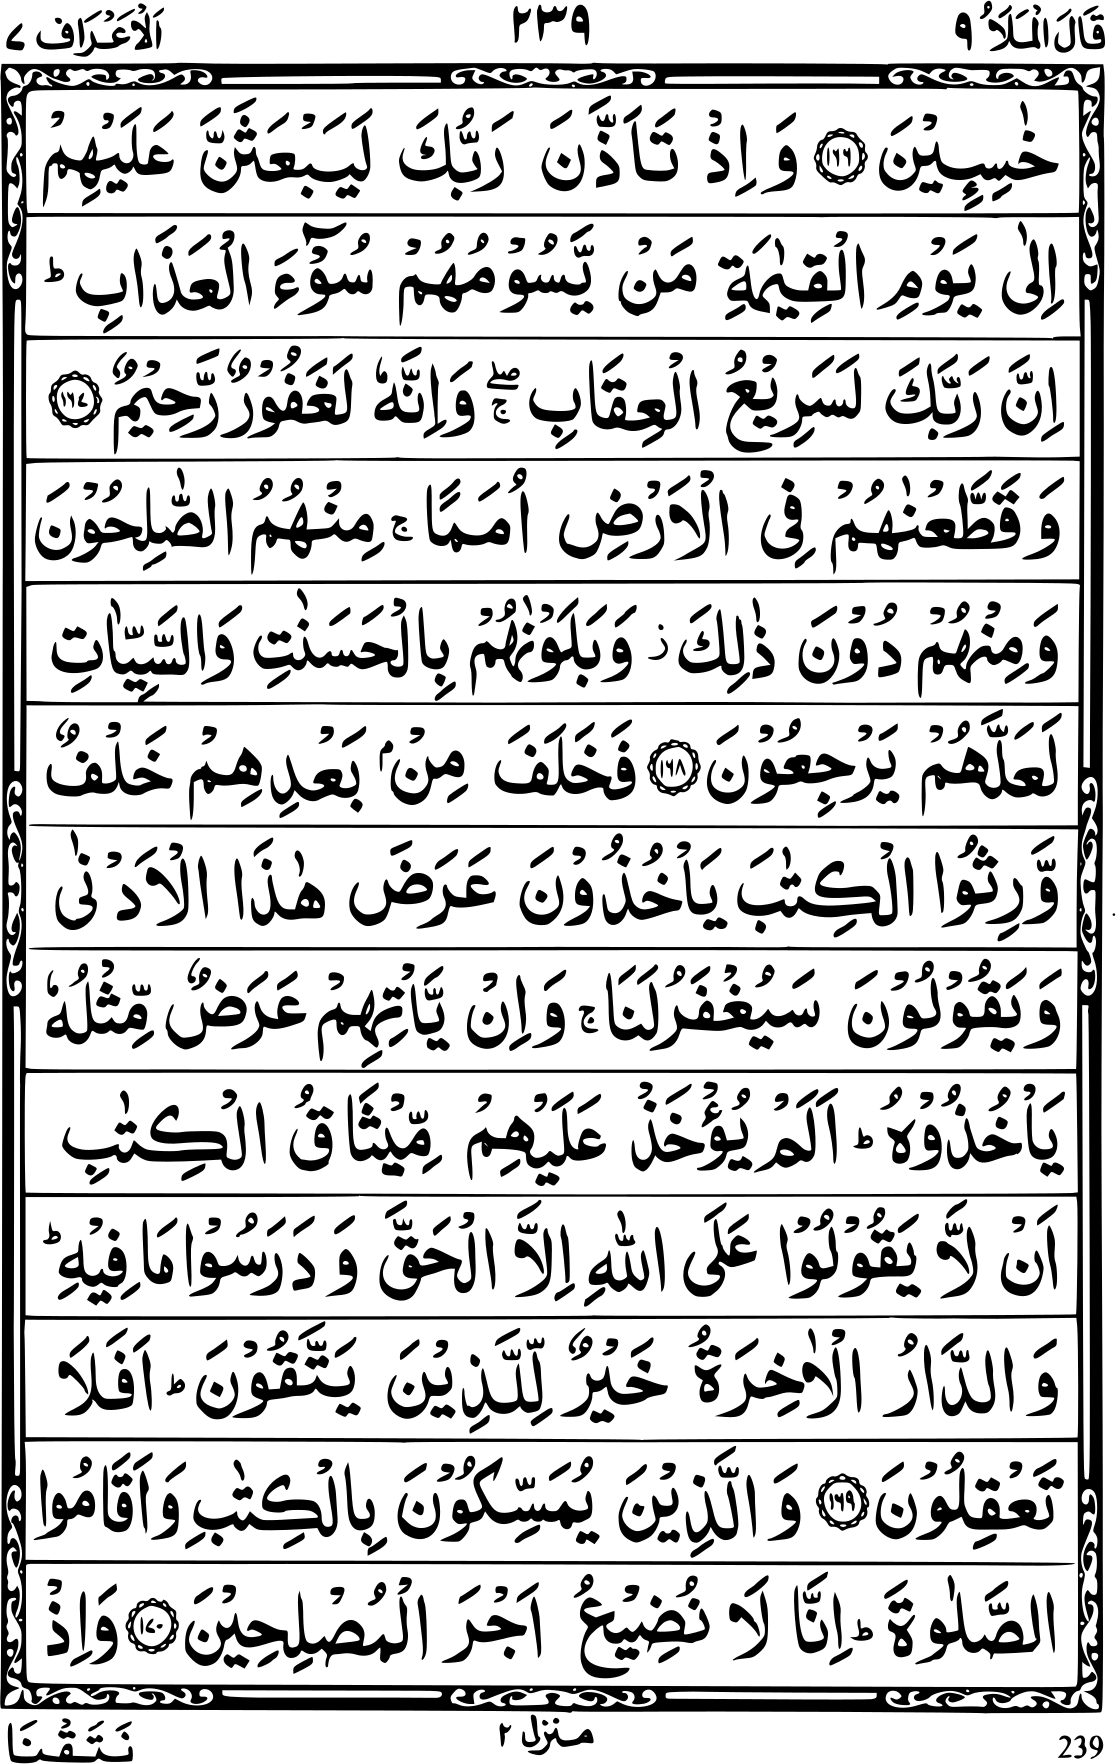 قَالَ الْمَلَاُ ٩ ٢٣٩ اَلْاَعْرَاف ٧
خٰسِـِٕیْنَ ﴿١٦٦﴾ وَ اِذْ تَاَذَّنَ رَبُّكَ لَیَبْعَثَنَّ عَلَیْهِمْ
اِلٰی یَوْمِ الْقِیٰمَةِ مَنْ یَّسُوْمُهُمْ سُوْٓءَ الْعَذَابِ ؕ
اِنَّ رَبَّكَ لَسَرِیْعُ الْعِقَابِ ۖۚ وَاِنَّهٗ لَغَفُوْرٌ رَّحِیْمٌ ﴿١٦٧﴾
وَقَطَّعْنٰهُمْ فِی الْاَرْضِ اُمَمًا ۚ مِنْهُمُ الصّٰلِحُوْنَ
وَمِنْهُمْ دُوْنَ ذٰلِكَ ؗ وَبَلَوْنٰهُمْ بِالْحَسَنٰتِ وَالسَّیِّاٰتِ
لَعَلَّهُمْ یَرْجِعُوْنَ ﴿١٦٨﴾ فَخَلَفَ مِنْۢ بَعْدِهِمْ خَلْفٌ
وَّرِثُوا الْكِتٰبَ یَاْخُذُوْنَ عَرَضَ هٰذَا الْاَدْنٰی
وَیَقُوْلُوْنَ سَیُغْفَرُلَنَا ۚ وَاِنْ یَّاْتِهِمْ عَرَضٌ مِّثْلُهٗ
یَاْخُذُوْهُ ؕ اَلَمْ یُؤْخَذْ عَلَیْهِمْ مِّیْثَاقُ الْكِتٰبِ
اَنْ لَّا یَقُوْلُوْا عَلَی اللّٰهِ اِلَّا الْحَقَّ وَ دَرَسُوْا مَا فِیْهِ ؕ
وَ الدَّارُ الْاٰخِرَةُ خَیْرٌ لِّلَّذِیْنَ یَتَّقُوْنَ ؕ اَفَلَا
تَعْقِلُوْنَ ﴿١٦٩﴾ وَ الَّذِیْنَ یُمَسِّكُوْنَ بِالْكِتٰبِ وَاَقَامُوا
الصَّلٰوةَ ؕ اِنَّا لَا نُضِیْعُ اَجْرَ الْمُصْلِحِیْنَ ﴿١٧٠﴾ وَاِذْ
منزل ٢
نَتَقْنَا
239